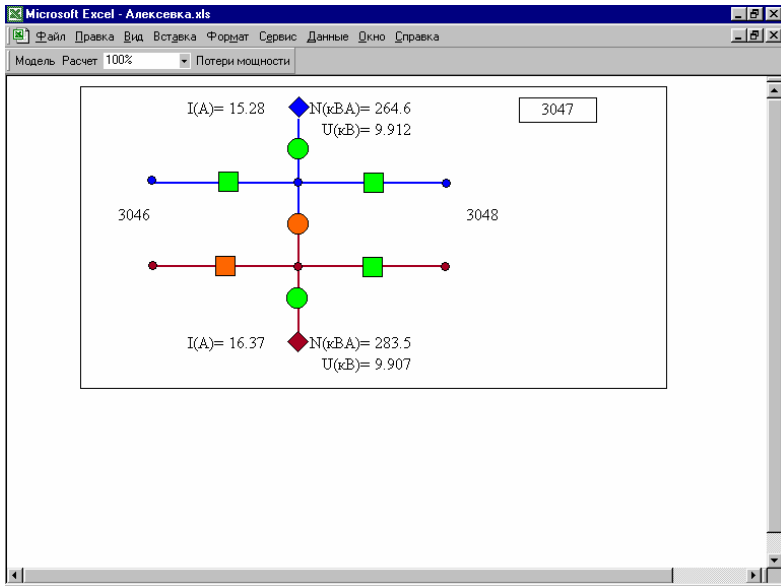 Microsoft Excel - Алексевка.xls
Файл Правка Вид Вставка Формат Сервис Данные Окно Справка
Модель Расчет 100% Потери мощности
I(А)= 15.28 N(кВА)= 264.6 3047
U(кВ)= 9.912
3046 3048
I(А)= 16.37 N(кВА)= 283.5
U(кВ)= 9.907